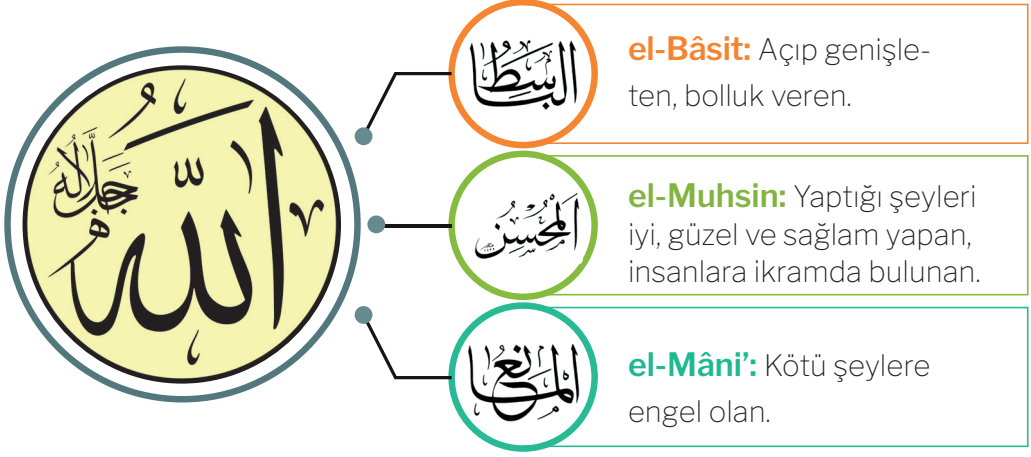 الله
جل جلاله
الباسط
el-Bâsit: Açıp genişle-
ten, bolluk veren.
المحسن
el-Muhsin: Yaptığı şeyleri
iyi, güzel ve sağlam yapan,
insanlara ikramda bulunan.
المانع
el-Mâni’: Kötü şeylere
engel olan.